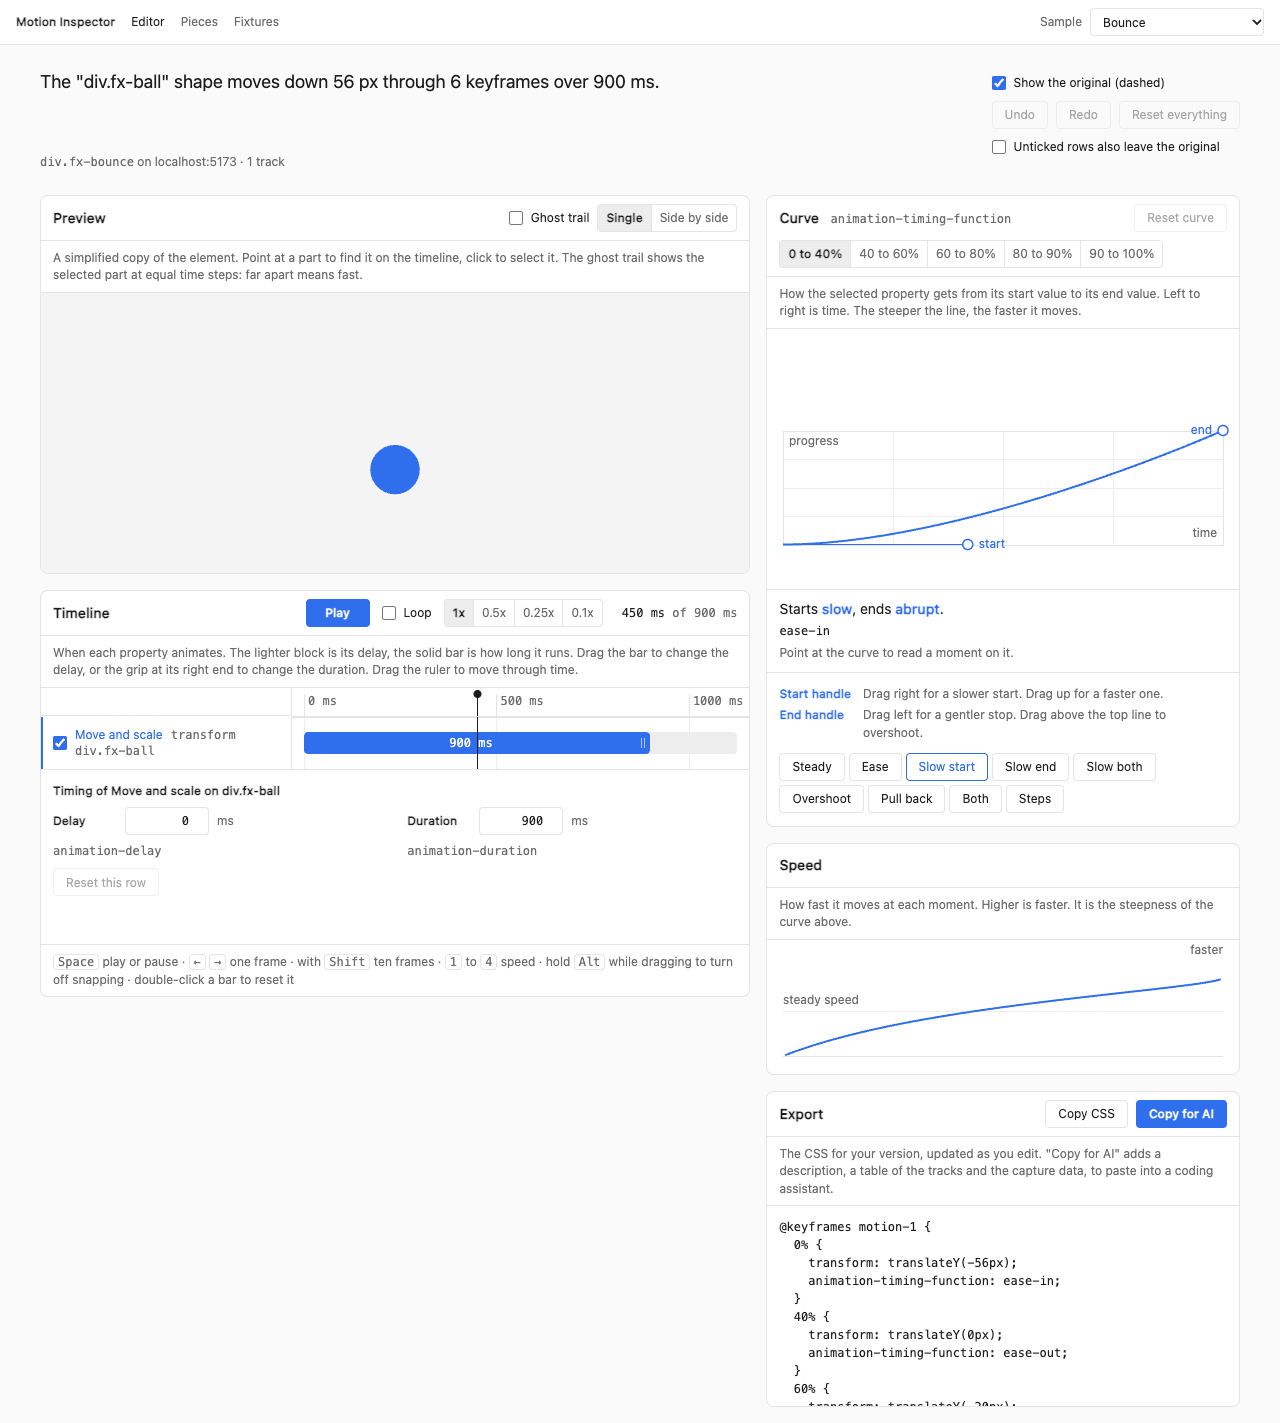 Motion Inspector Editor Pieces Fixtures Sample Bounce
The "div.fx-ball" shape moves down 56 px through 6 keyframes over 900 ms.
Show the original (dashed)
Undo Redo Reset everything
Unticked rows also leave the original
div.fx-bounce on localhost:5173 · 1 track
Preview Ghost trail Single Side by side
A simplified copy of the element. Point at a part to find it on the timeline, click to select it. The ghost trail shows the
selected part at equal time steps: far apart means fast.
Timeline Play Loop 1x 0.5x 0.25x 0.1x 450 ms of 900 ms
When each property animates. The lighter block is its delay, the solid bar is how long it runs. Drag the bar to change the
delay, or the grip at its right end to change the duration. Drag the ruler to move through time.
0 ms 500 ms 1000 ms
Move and scale transform
div.fx-ball
900 ms
Timing of Move and scale on div.fx-ball
Delay 0 ms Duration 900 ms
animation-delay animation-duration
Reset this row
Space play or pause · ← → one frame · with Shift ten frames · 1 to 4 speed · hold Alt while dragging to turn
off snapping · double-click a bar to reset it
Curve animation-timing-function Reset curve
0 to 40% 40 to 60% 60 to 80% 80 to 90% 90 to 100%
How the selected property gets from its start value to its end value. Left to
right is time. The steeper the line, the faster it moves.
end
progress
time
start
Starts slow, ends abrupt.
ease-in
Point at the curve to read a moment on it.
Start handle Drag right for a slower start. Drag up for a faster one.
End handle Drag left for a gentler stop. Drag above the top line to
overshoot.
Steady Ease Slow start Slow end Slow both
Overshoot Pull back Both Steps
Speed
How fast it moves at each moment. Higher is faster. It is the steepness of the
curve above.
faster
steady speed
Export Copy CSS Copy for AI
The CSS for your version, updated as you edit. "Copy for AI" adds a
description, a table of the tracks and the capture data, to paste into a coding
assistant.
@keyframes motion-1 {
0% {
transform: translateY(-56px);
animation-timing-function: ease-in;
}
40% {
transform: translateY(0px);
animation-timing-function: ease-out;
}
60% {
transform: translateY(-20px);